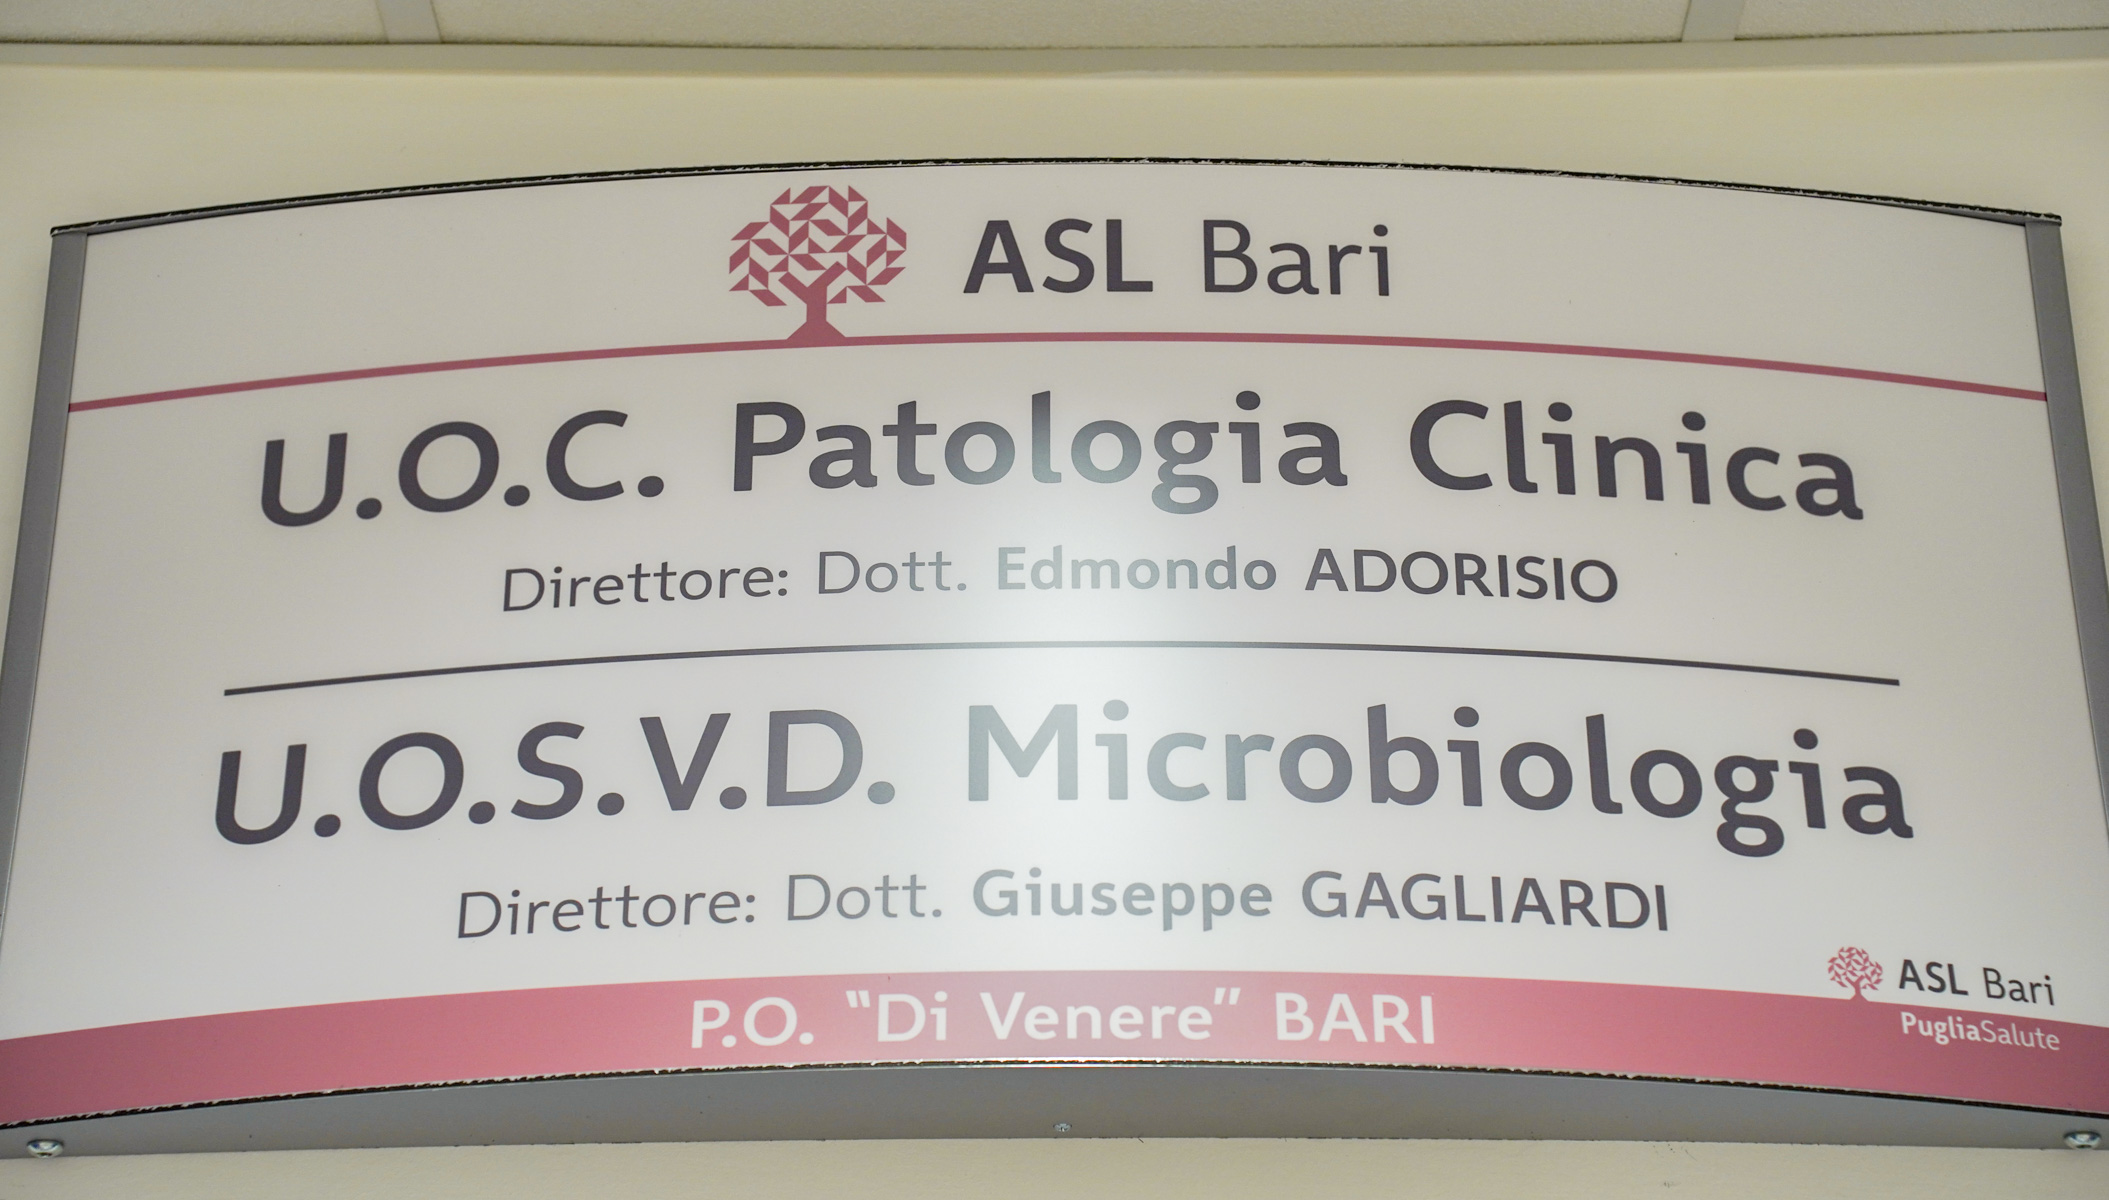 ASL Bari
U.O.C. Patologia Clinica
Direttore: Dott. Edmondo ADORISIO
U.O.S.V.D. Microbiologia
Direttore: Dott. Giuseppe GAGLIARDI
P.O. "Di Venere" BARI
ASL Bari
PugliaSalute